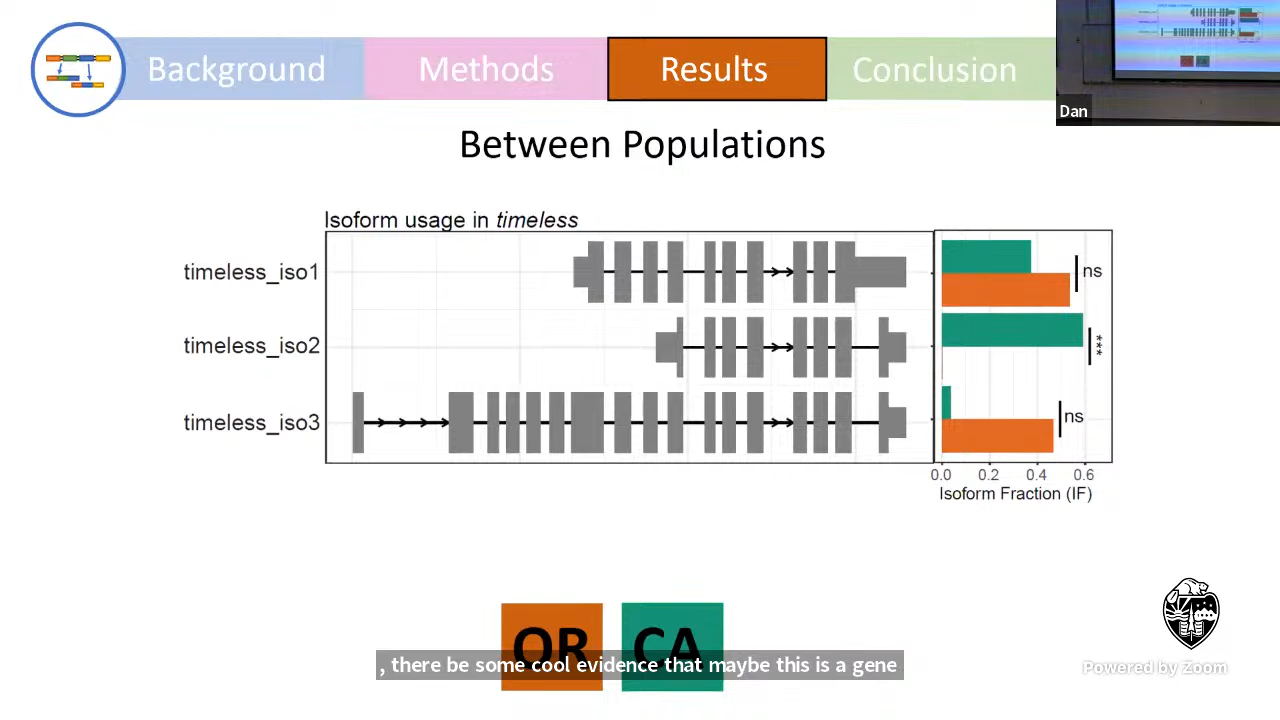 Background
Methods
Results
Conclusion
Dan
Between Populations
Isoform usage in timeless
timeless_iso1
ns
timeless_iso2
***
timeless_iso3
ns
0.0 0.2 0.4 0.6
Isoform Fraction (IF)
OR CA
, there be some cool evidence that maybe this is a gene
Powered by Zoom